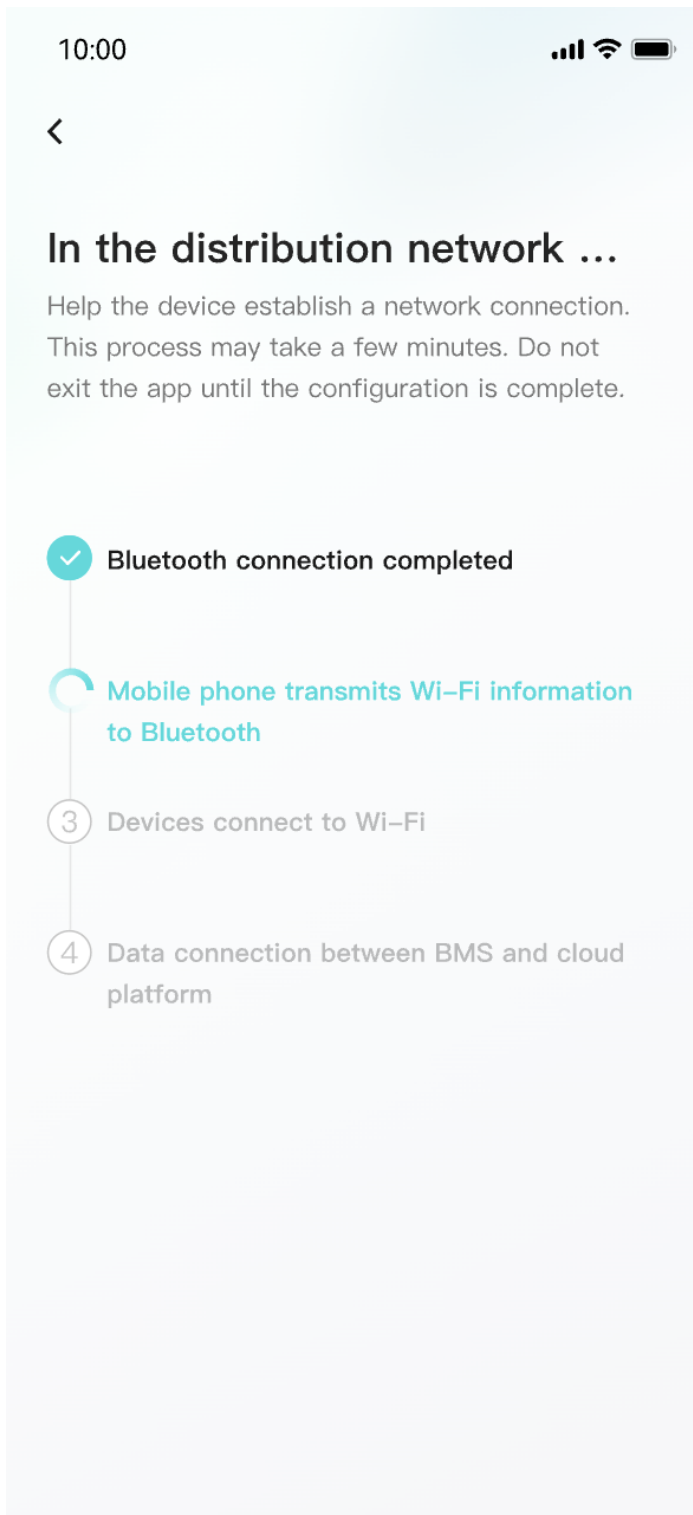 10:00
In the distribution network ...
Help the device establish a network connection.
This process may take a few minutes. Do not
exit the app until the configuration is complete.
Bluetooth connection completed
Mobile phone transmits Wi–Fi information
to Bluetooth
3 Devices connect to Wi–Fi
4 Data connection between BMS and cloud
platform